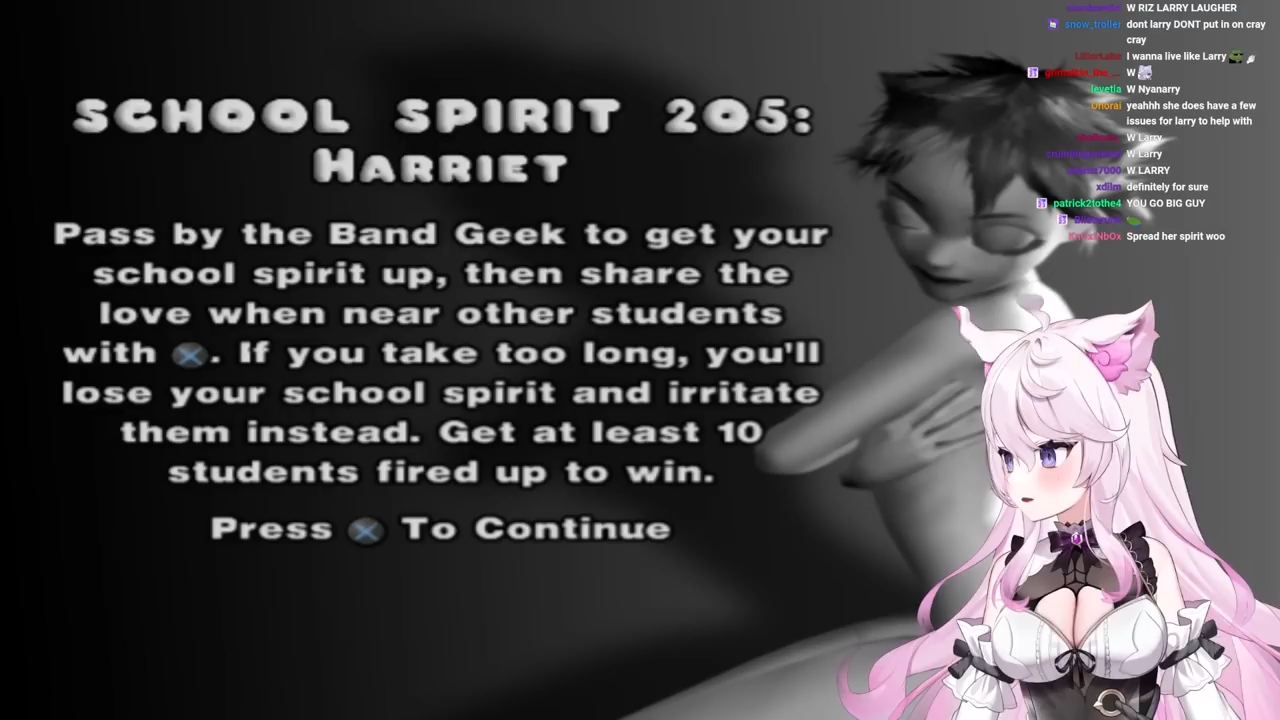 SCHOOL SPIRIT 205:
HARRIET
Pass by the Band Geek to get your
school spirit up, then share the
love when near other students
with . If you take too long, you'll
lose your school spirit and irritate
them instead. Get at least 10
students fired up to win.
Press To Continue
W RIZ LARRY LAUGHER
snow_troller dont larry DONT put in on cray
cray
I wanna live like Larry
W
levetia W Nyanarry
Onorai yeahhh she does have a few
issues for larry to help with
W Larry
W Larry
W LARRY
xdilm definitely for sure
patrick2tothe4 YOU GO BIG GUY
Spread her spirit woo